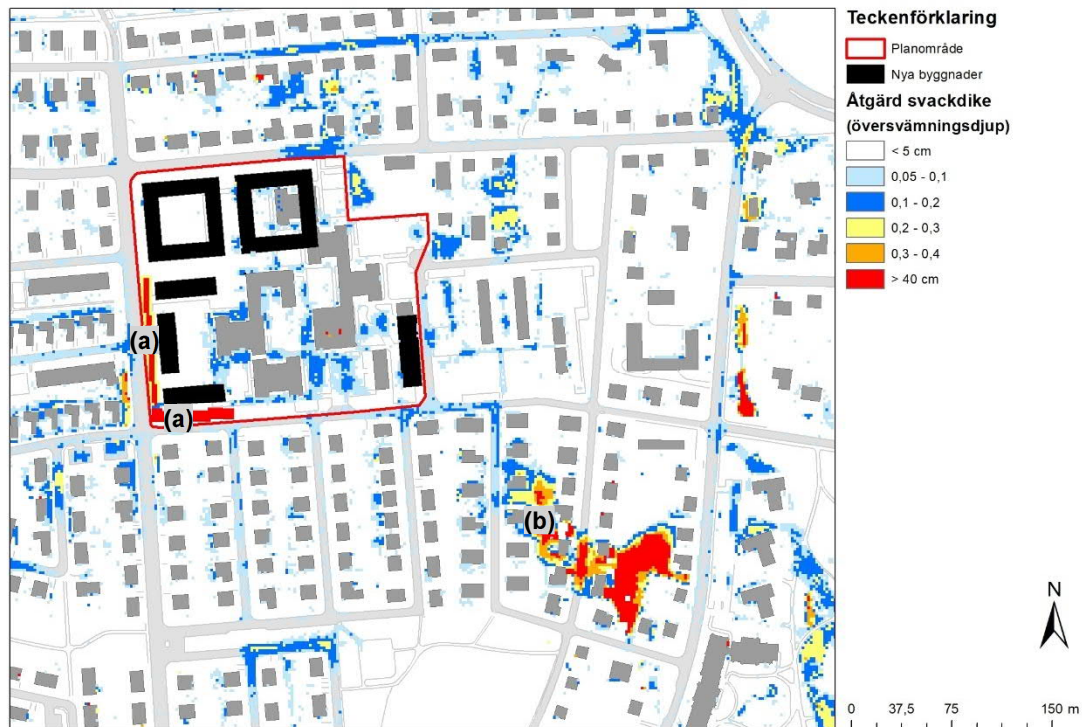 Teckenförklaring
Planområde
Nya byggnader
Åtgärd svackdike
(översvämningsdjup)
< 5 cm
0,05 - 0,1
0,1 - 0,2
0,2 - 0,3
0,3 - 0,4
> 40 cm
(a)
(a)
(b)
N
0 37,5 75 150 m